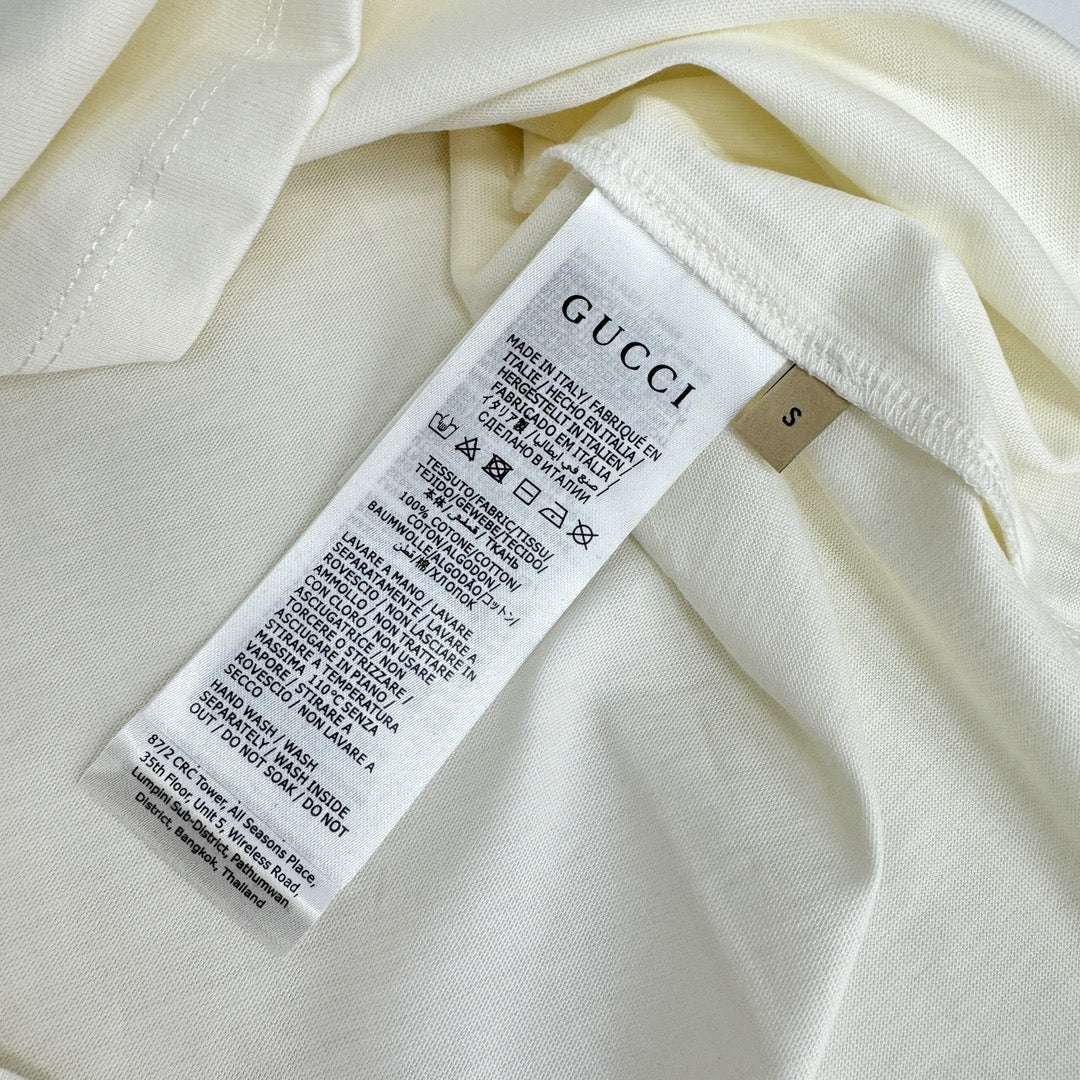 GUCCI
MADE IN ITALY/ FABRIQUÉ EN
ITALIE / HECHO EN ITALIA/
HERGESTELLT IN ITALIEN/
FABRICADO EM ITÁLIA/
イタリア製 / صنع في ايطاليا /
СДЕЛАНО В ИТАЛИИ
TESSUTO/FABRIC/TISSU/
TEJIDO/GEWEBE/TECIDO/
本体/ قطعة / ТКАНЬ
100% COTONE/COTTON/
COTON/ALGODON/
BAUMWOLLE/ALGODÃO/コットン/
棉/ قطن /ХЛОПОК
LAVARE A MANO / LAVARE
SEPARATAMENTE / LAVARE A
ROVESCIO / NON LASCIARE IN
AMMOLLO / NON TRATTARE
CON CLORO / NON USARE
ASCIUGATRICE / NON
TORCERE O STRIZZARE /
ASCIUGARE IN PIANO /
STIRARE A TEMPERATURA
MASSIMA 110°C SENZA
VAPORE / STIRARE A
ROVESCIO / NON LAVARE A
SECCO
HAND WASH / WASH
SEPARATELY / WASH INSIDE
OUT / DO NOT SOAK / DO NOT
87/2 CRC Tower, All Seasons Place,
35th Floor, Unit 5, Wireless Road,
Lumpini Sub-District, Pathumwan
District, Bangkok, Thailand
S